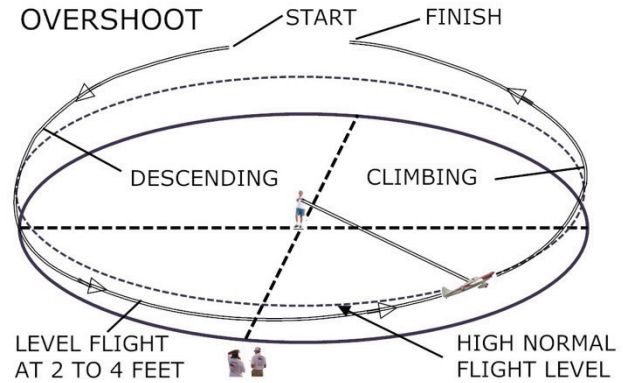 OVERSHOOT
START
FINISH
DESCENDING
CLIMBING
LEVEL FLIGHT
AT 2 TO 4 FEET
HIGH NORMAL
FLIGHT LEVEL